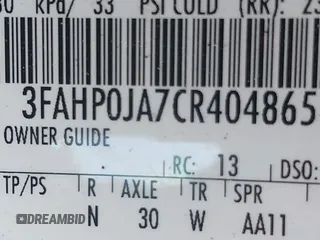 kPa/ 33 PSI COLD (RR):
3FAHP0JA7CR404865
OWNER GUIDE
RC: 13 DSO:
TP/PS R AXLE TR SPR
N 30 W AA11
DREAMBID